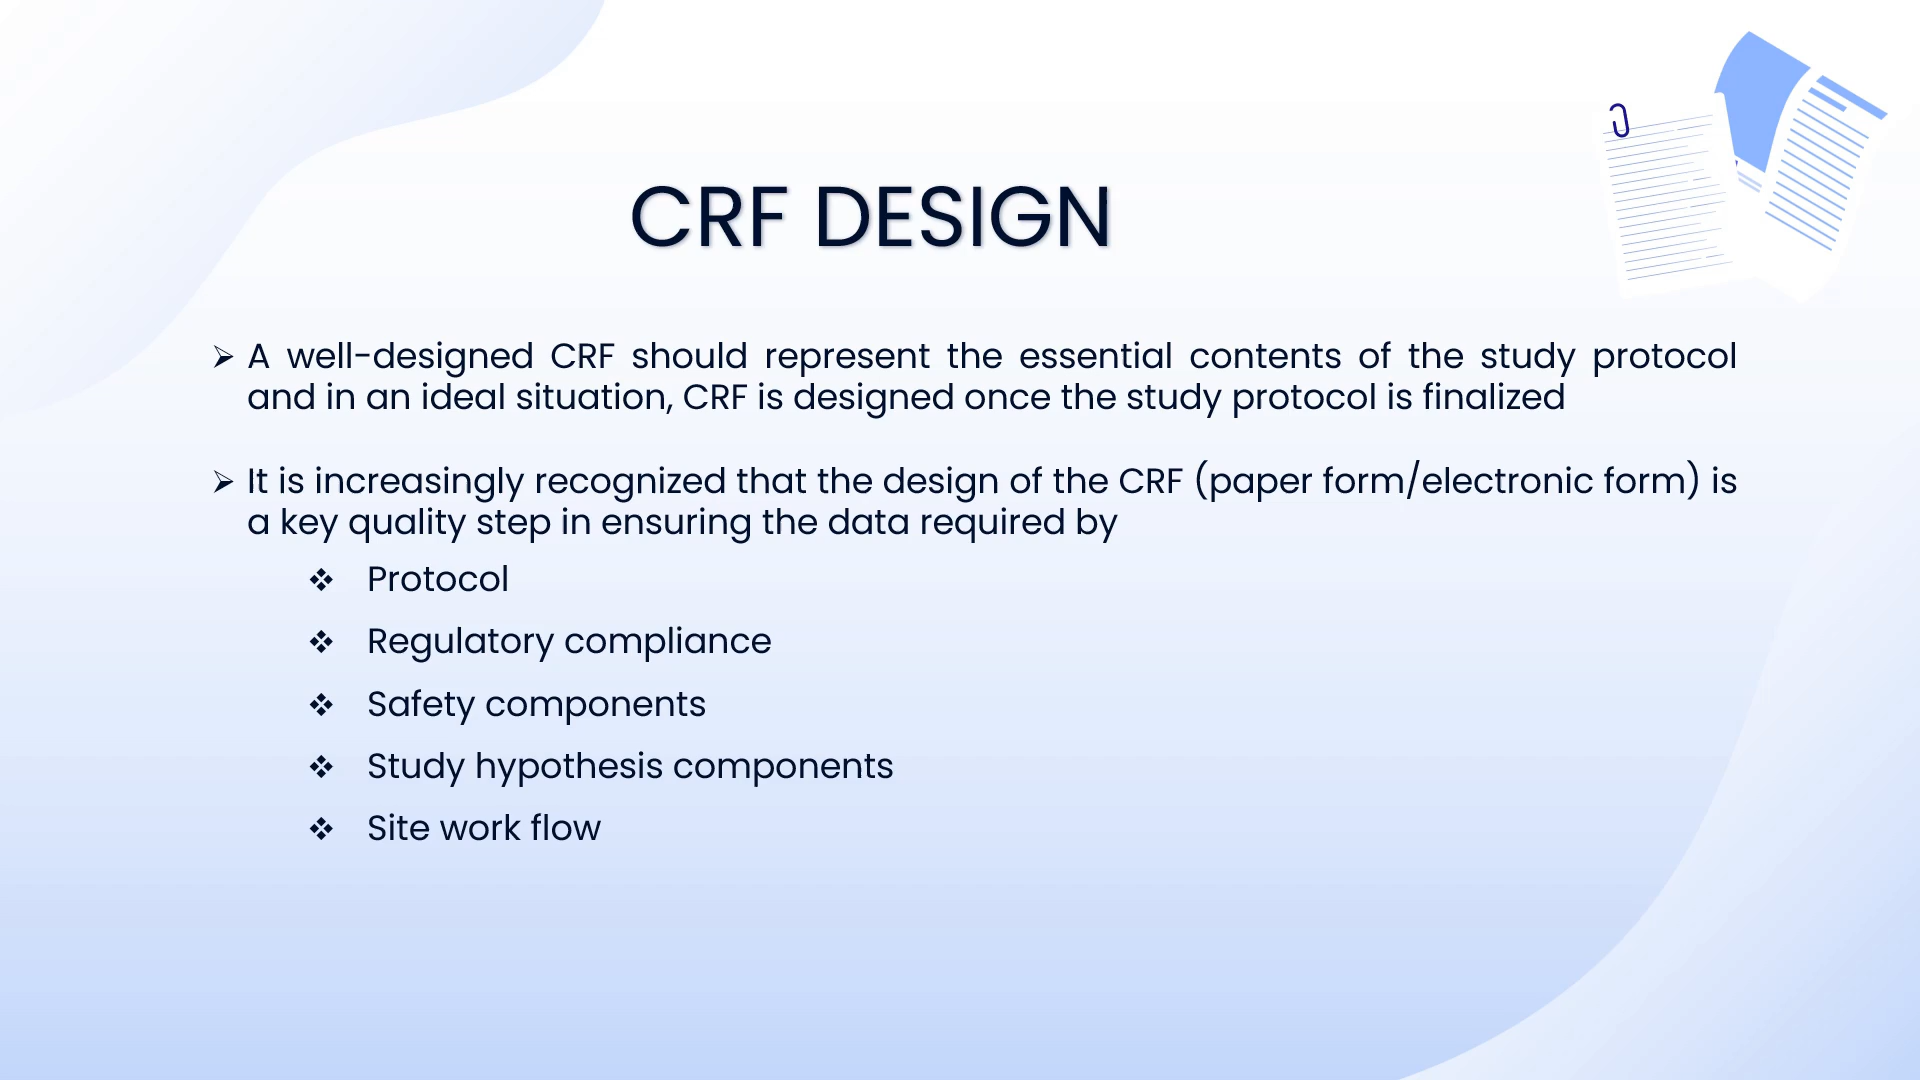 CRF DESIGN
➢ A well-designed CRF should represent the essential contents of the study protocol
and in an ideal situation, CRF is designed once the study protocol is finalized
➢ It is increasingly recognized that the design of the CRF (paper form/electronic form) is
a key quality step in ensuring the data required by
❖ Protocol
❖ Regulatory compliance
❖ Safety components
❖ Study hypothesis components
❖ Site work flow